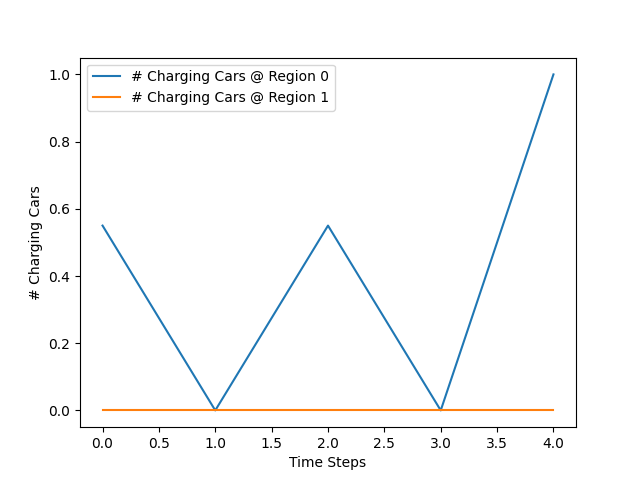 # Charging Cars @ Region 0
# Charging Cars @ Region 1
# Charging Cars
1.0
0.8
0.6
0.4
0.2
0.0
0.0 0.5 1.0 1.5 2.0 2.5 3.0 3.5 4.0
Time Steps